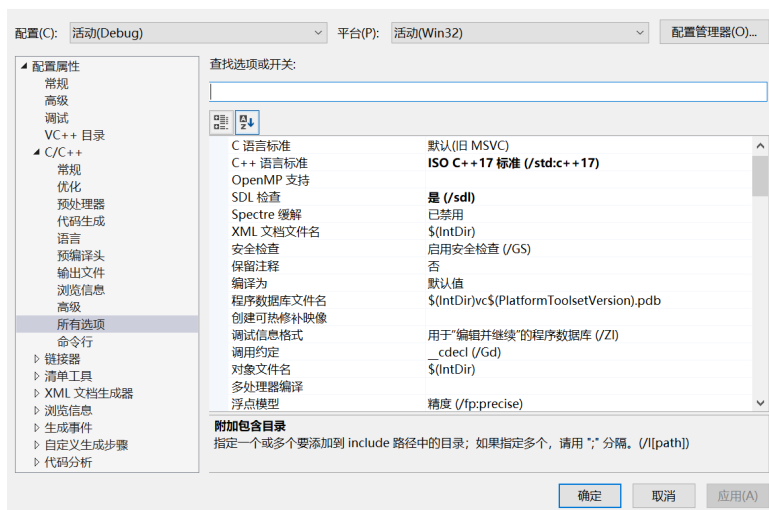 配置(C): 活动(Debug) 平台(P): 活动(Win32) 配置管理器(O)...
配置属性
常规
高级
调试
VC++ 目录
C/C++
常规
优化
预处理器
代码生成
语言
预编译头
输出文件
浏览信息
高级
所有选项
命令行
链接器
清单工具
XML 文档生成器
浏览信息
生成事件
自定义生成步骤
代码分析
查找选项或开关:
C 语言标准 默认(旧 MSVC)
C++ 语言标准 ISO C++17 标准 (/std:c++17)
OpenMP 支持
SDL 检查 是 (/sdl)
Spectre 缓解 已禁用
XML 文档文件名 $(IntDir)
安全检查 启用安全检查 (/GS)
保留注释 否
编译为 默认值
程序数据库文件名 $(IntDir)vc$(PlatformToolsetVersion).pdb
创建可热修补映像
调试信息格式 用于“编辑并继续”的程序数据库 (/ZI)
调用约定 __cdecl (/Gd)
对象文件名 $(IntDir)
多处理器编译
浮点模型 精度 (/fp:precise)
附加包含目录
指定一个或多个要添加到 include 路径中的目录；如果指定多个，请用 ";" 分隔。(/I[path])
确定 取消 应用(A)